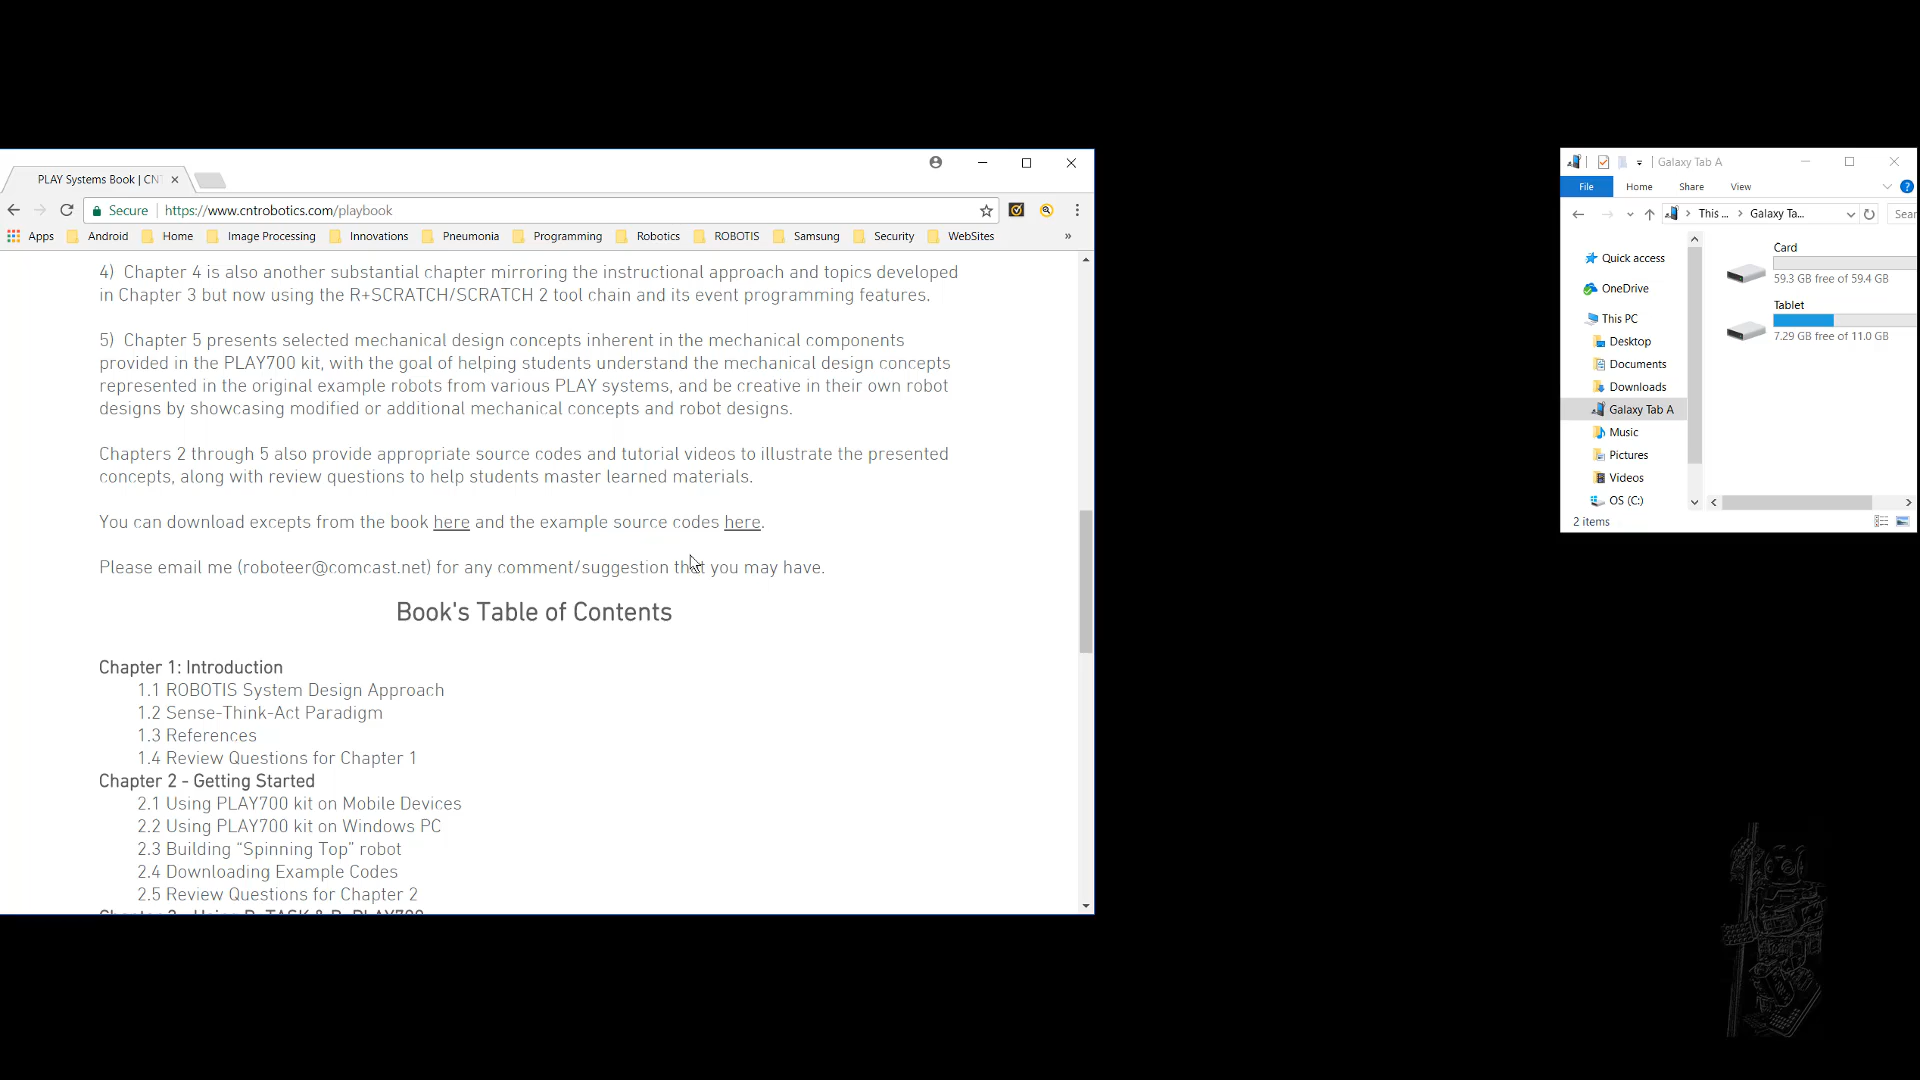 PLAY Systems Book | CNT
Secure https://www.cntrobotics.com/playbook
Apps Android Home Image Processing Innovations Pneumonia Programming Robotics ROBOTIS Samsung Security WebSites »
4) Chapter 4 is also another substantial chapter mirroring the instructional approach and topics developed
in Chapter 3 but now using the R+SCRATCH/SCRATCH 2 tool chain and its event programming features.
5) Chapter 5 presents selected mechanical design concepts inherent in the mechanical components
provided in the PLAY700 kit, with the goal of helping students understand the mechanical design concepts
represented in the original example robots from various PLAY systems, and be creative in their own robot
designs by showcasing modified or additional mechanical concepts and robot designs.
Chapters 2 through 5 also provide appropriate source codes and tutorial videos to illustrate the presented
concepts, along with review questions to help students master learned materials.
You can download excepts from the book here and the example source codes here.
Please email me (roboteer@comcast.net) for any comment/suggestion that you may have.
Book's Table of Contents
Chapter 1: Introduction
1.1 ROBOTIS System Design Approach
1.2 Sense-Think-Act Paradigm
1.3 References
1.4 Review Questions for Chapter 1
Chapter 2 - Getting Started
2.1 Using PLAY700 kit on Mobile Devices
2.2 Using PLAY700 kit on Windows PC
2.3 Building “Spinning Top” robot
2.4 Downloading Example Codes
2.5 Review Questions for Chapter 2
Chapter 3 - Using R+TASK & R+PLAY700
Galaxy Tab A
File Home Share View
This ... Galaxy Ta... Sear
Quick access
OneDrive
This PC
Desktop
Documents
Downloads
Galaxy Tab A
Music
Pictures
Videos
OS (C:)
Card
59.3 GB free of 59.4 GB
Tablet
7.29 GB free of 11.0 GB
2 items